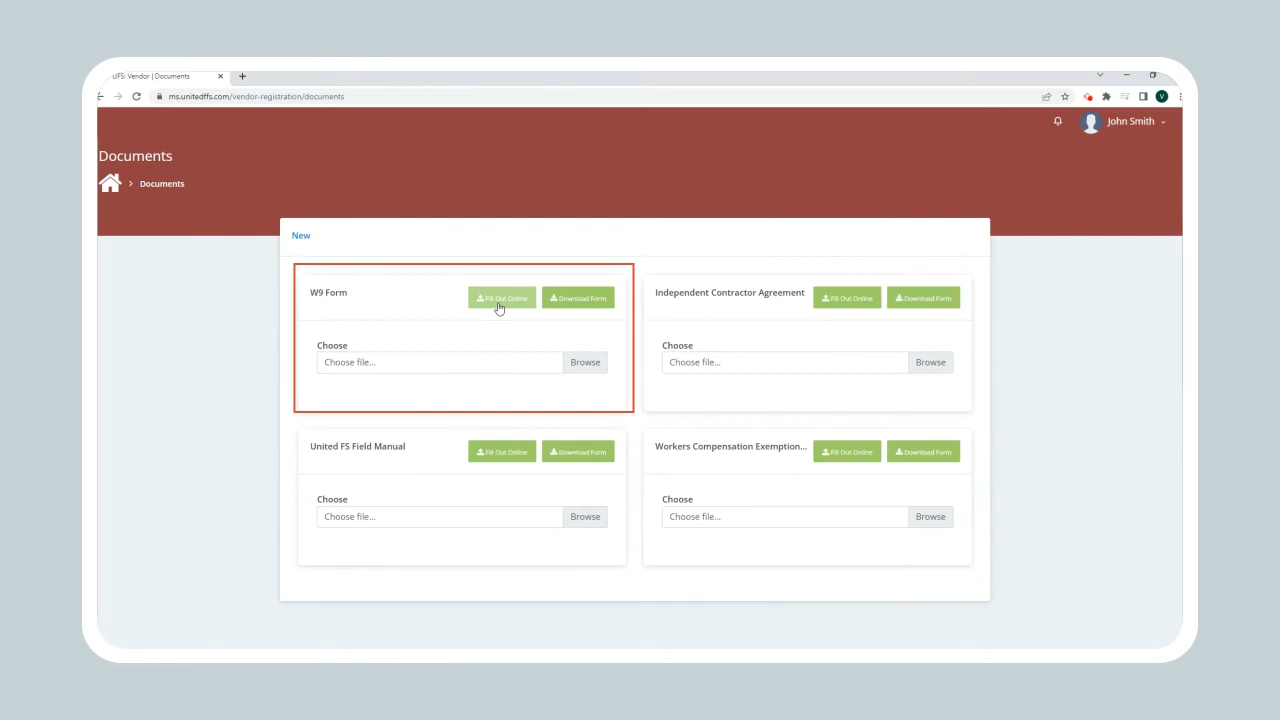 UFS: Vendor | Documents
ms.unitedffs.com/vendor-registration/documents
V
John Smith
Documents
Documents
New
W9 Form
Fill Out Online
Download Form
Independent Contractor Agreement
Fill Out Online
Download Form
Choose
Choose file...
Browse
Choose
Choose file...
Browse
United FS Field Manual
Fill Out Online
Download Form
Workers Compensation Exemption...
Fill Out Online
Download Form
Choose
Choose file...
Browse
Choose
Choose file...
Browse